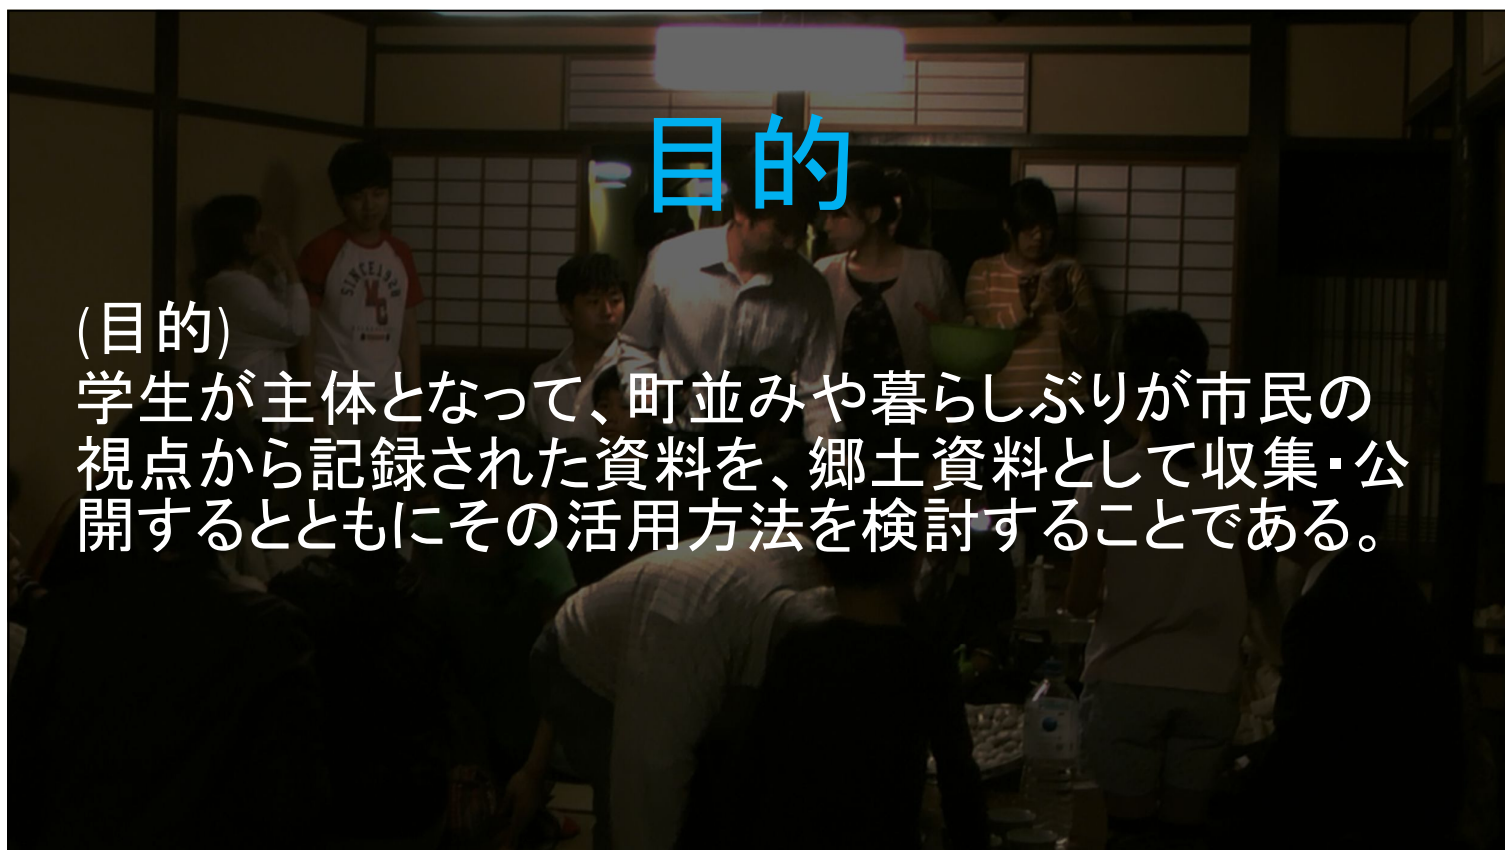 目的
(目的)
学生が主体となって、町並みや暮らしぶりが市民の
視点から記録された資料を、郷土資料として収集・公
開するとともにその活用方法を検討することである。
SINCE1920